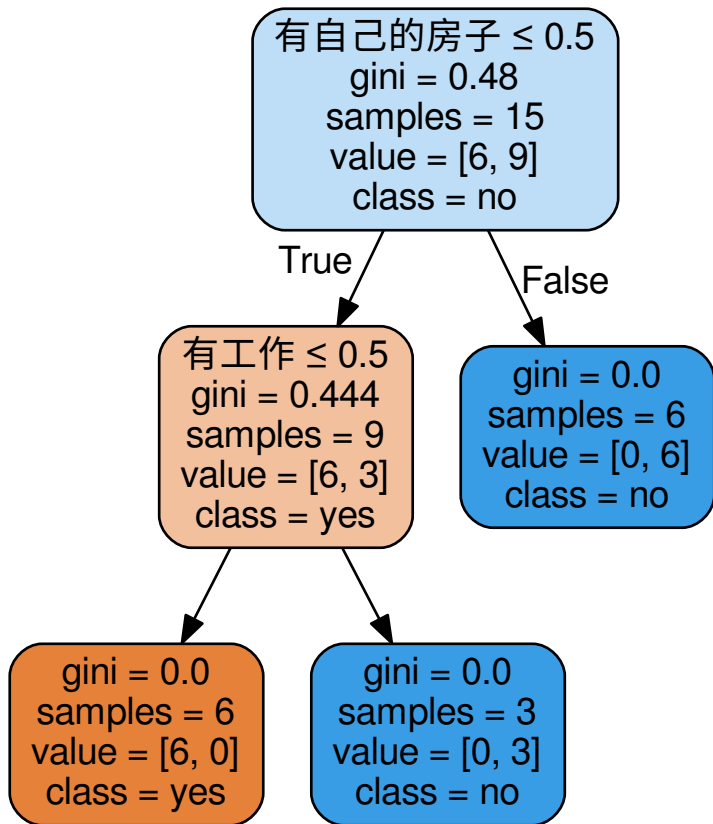 有自己的房子 ≤ 0.5
gini = 0.48
samples = 15
value = [6, 9]
class = no
True
False
有工作 ≤ 0.5
gini = 0.444
samples = 9
value = [6, 3]
class = yes
gini = 0.0
samples = 6
value = [0, 6]
class = no
gini = 0.0
samples = 6
value = [6, 0]
class = yes
gini = 0.0
samples = 3
value = [0, 3]
class = no